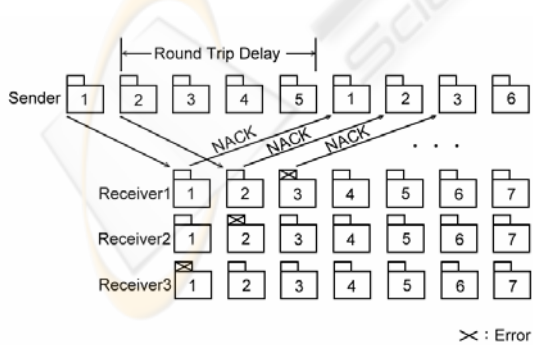 Round Trip Delay
Sender 1 2 3 4 5 1 2 3 6
NACK NACK NACK . . .
Receiver1 1 2 3 4 5 6 7
Receiver2 1 2 3 4 5 6 7
Receiver3 1 2 3 4 5 6 7
: Error